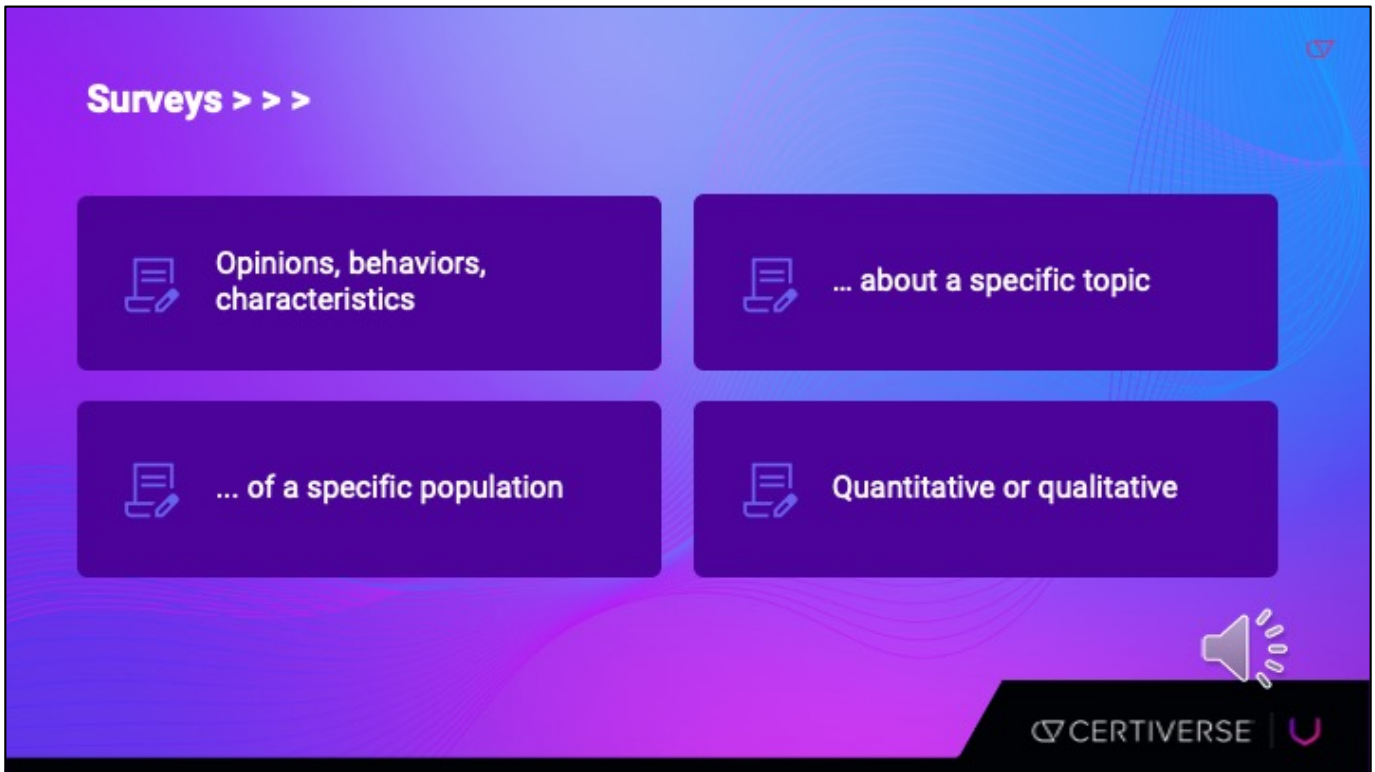 Surveys > > >
Opinions, behaviors,
characteristics
... about a specific topic
... of a specific population
Quantitative or qualitative
CERTIVERSE